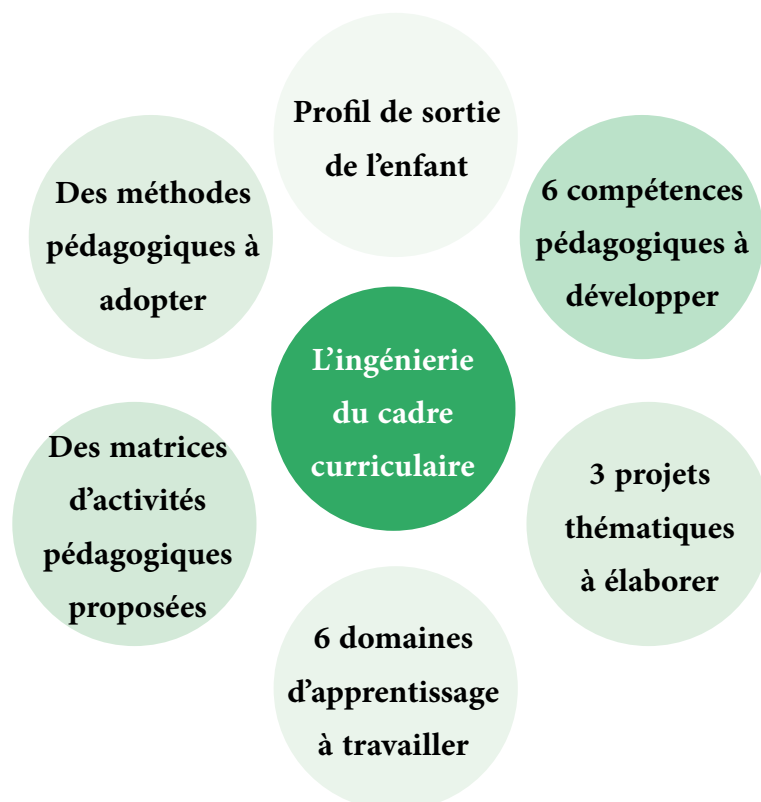 Profil de sortie
de l'enfant
6 compétences
pédagogiques à
développer
3 projets
thématiques
à élaborer
6 domaines
d'apprentissage
à travailler
Des matrices
d'activités
pédagogiques
proposées
Des méthodes
pédagogiques à
adopter
L'ingénierie
du cadre
curriculaire